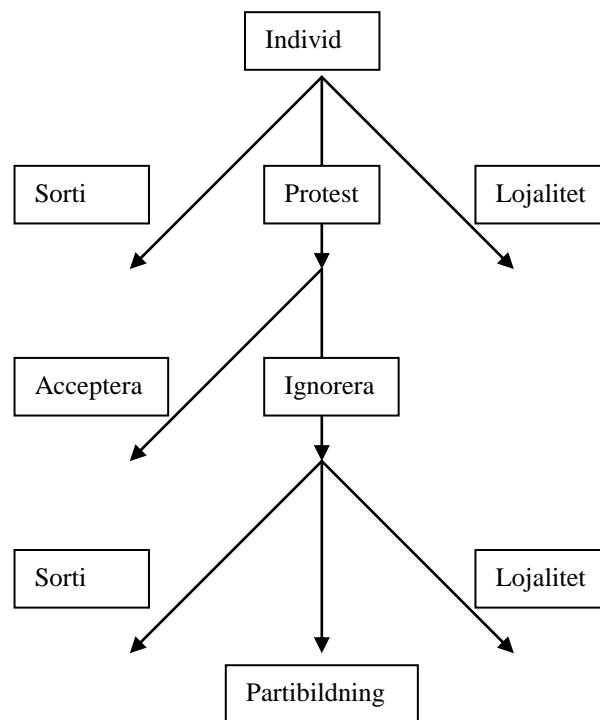 Individ
Sorti
Protest
Lojalitet
Acceptera
Ignorera
Sorti
Lojalitet
Partibildning